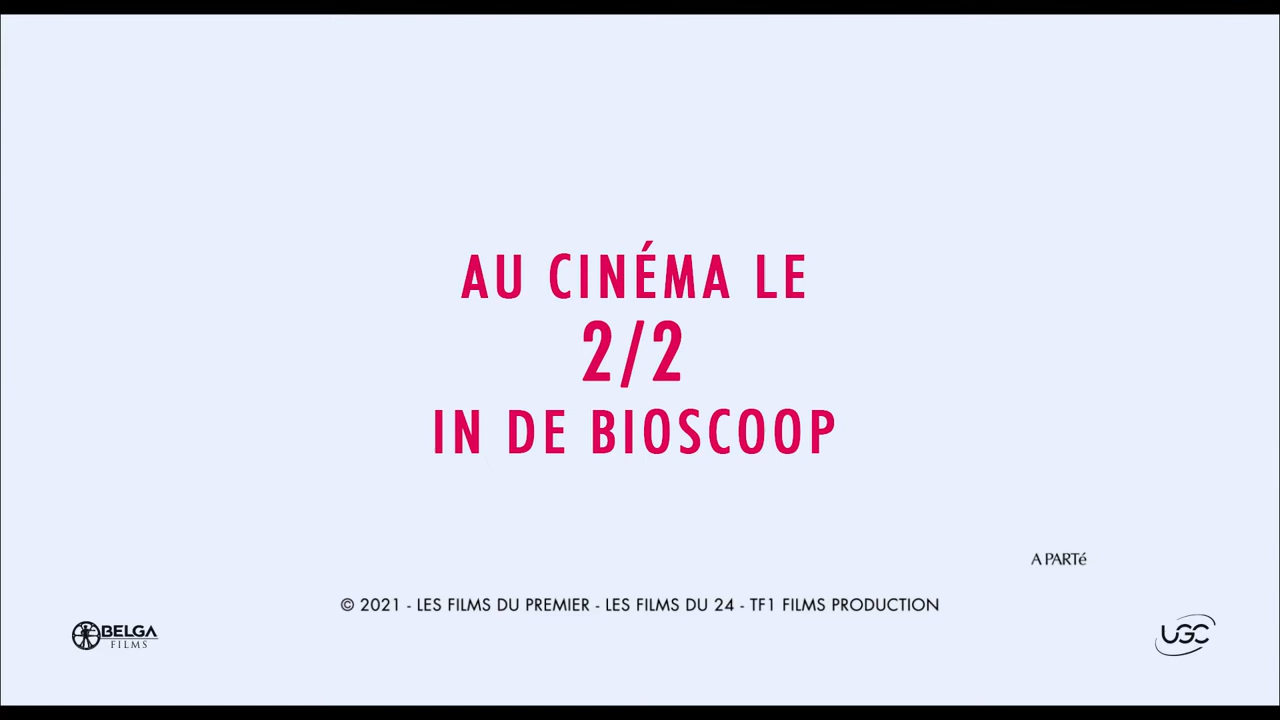 AU CINÉMA LE
2/2
IN DE BIOSCOOP
A PARTé
© 2021 - LES FILMS DU PREMIER - LES FILMS DU 24 - TF1 FILMS PRODUCTION
BELGA
FILMS
UGC